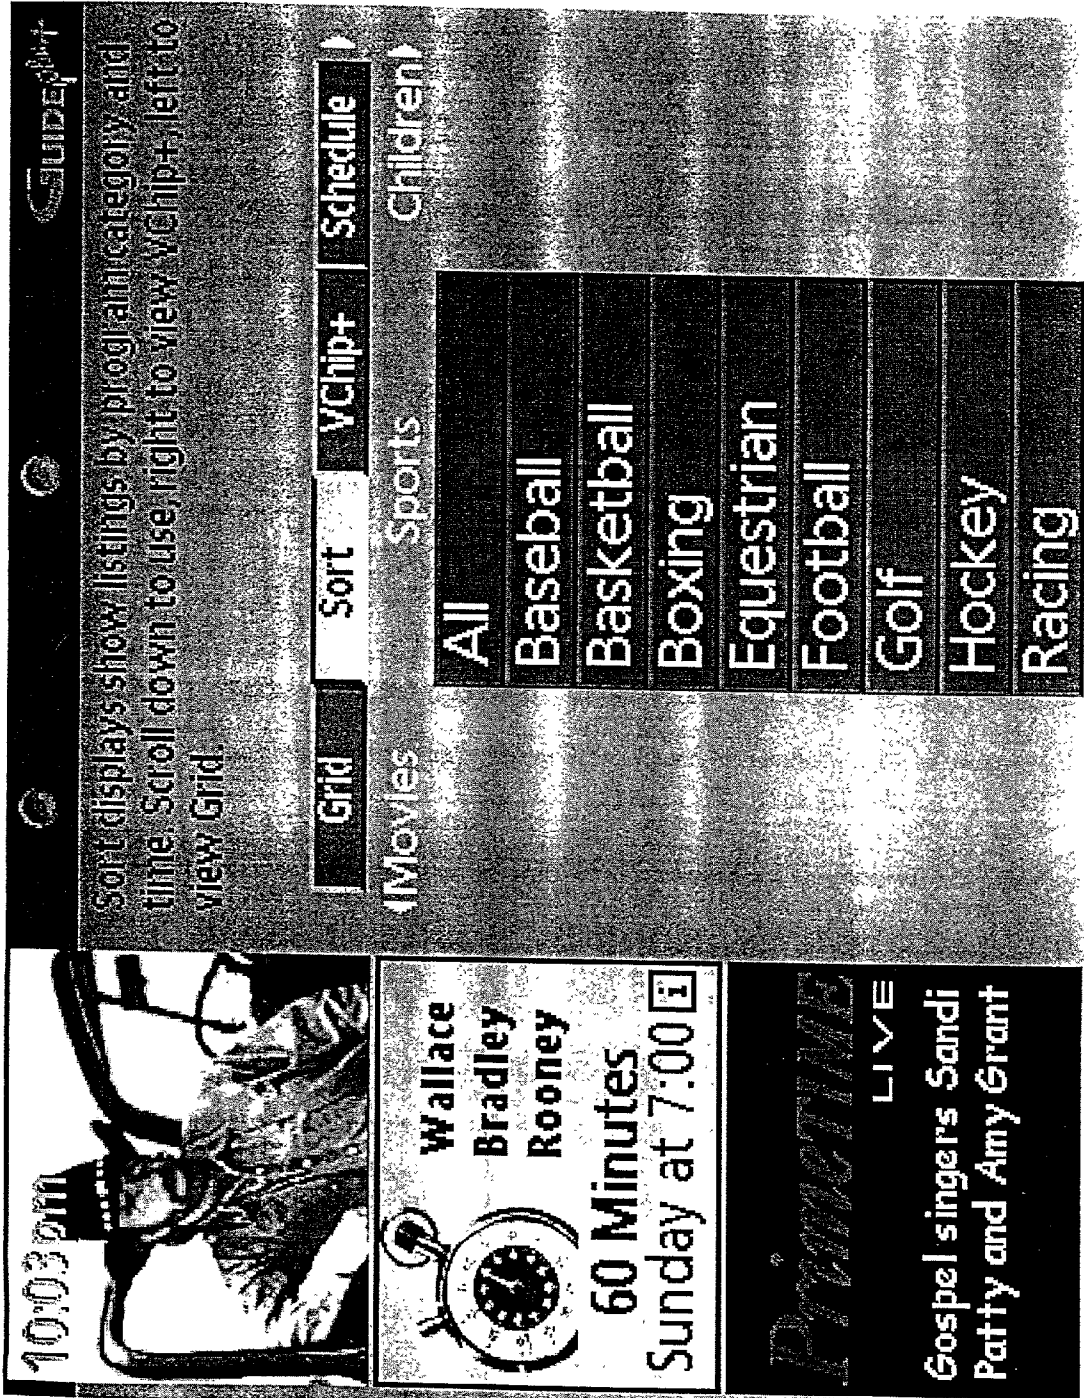 10:03pm
GUIDE plus+
Sort displays show listings by program category and
time. Scroll down to use, right to view VChip+, left to
view Grid.
Grid
Sort
VChip+
Schedule
Movies
Sports
Children
All
Baseball
Basketball
Boxing
Equestrian
Football
Golf
Hockey
Racing
Wallace
Bradley
Rooney
60 Minutes
Sunday at 7:00 i
PrimeTIME
LIVE
Gospel singers Sandi
Patty and Amy Grant